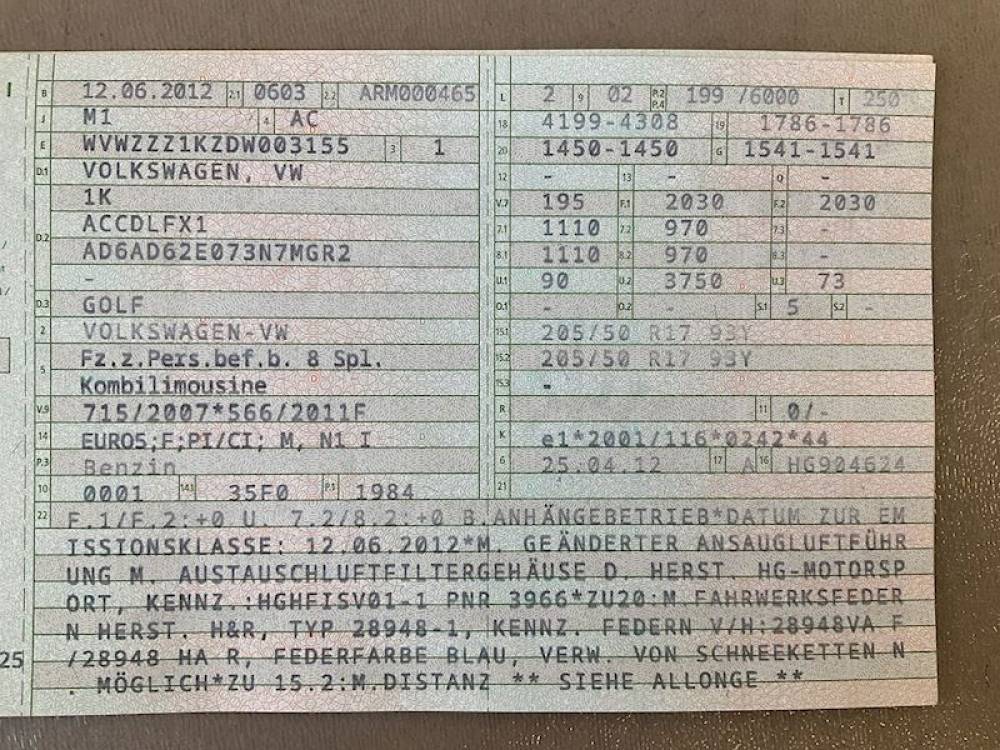 B 12.06.2012 2.1 0603 2.2 ARM000465
J M1 4 AC
E WVWZZZ1KZDW003155 3 1
D.1 VOLKSWAGEN, VW
1K
D.2 ACCDLFX1
AD6AD62E073N7MGR2
-
D.3 GOLF
2 VOLKSWAGEN-VW
5 Fz.z.Pers.bef.b. 8 Spl.
Kombilimousine
V.9 715/2007*566/2011F
14 EURO5;F;PI/CI; M, N1 I
P.3 Benzin
10 0001 14.1 35F0 P.1 1984
L 2 9 02 P.2 P.4 199 /6000 T 250
18 4199-4308 19 1786-1786
20 1450-1450 G 1541-1541
12 - 13 - Q -
V.7 195 F.1 2030 F.2 2030
7.1 1110 7.2 970 7.3 -
8.1 1110 8.2 970 8.3 -
U.1 90 U.2 3750 U.3 73
O.1 - O.2 - S.1 5 S.2 -
15.1 205/50 R17 93Y
15.2 205/50 R17 93Y
15.3 -
R 11 0/-
K e1*2001/116*0242*44
6 25.04.12 17 A 16 HG904624
21
22 F.1/F.2:+0 U. 7.2/8.2:+0 B.ANHÄNGEBETRIEB*DATUM ZUR EM
ISSIONSKLASSE: 12.06.2012*M. GEÄNDERTER ANSAUGLUFTFÜHR
UNG M. AUSTAUSCHLUFTFILTERGEHÄUSE D. HERST. HG-MOTORSP
ORT, KENNZ.:HGHFISV01-1 PNR 3966*ZU20:M.FAHRWERKSFEDER
N HERST. H&R, TYP 28948-1, KENNZ. FEDERN V/H:28948VA F
/28948 HA R, FEDERFARBE BLAU, VERW. VON SCHNEEKETTEN N
. MÖGLICH*ZU 15.2:M.DISTANZ ** SIEHE ALLONGE **
25